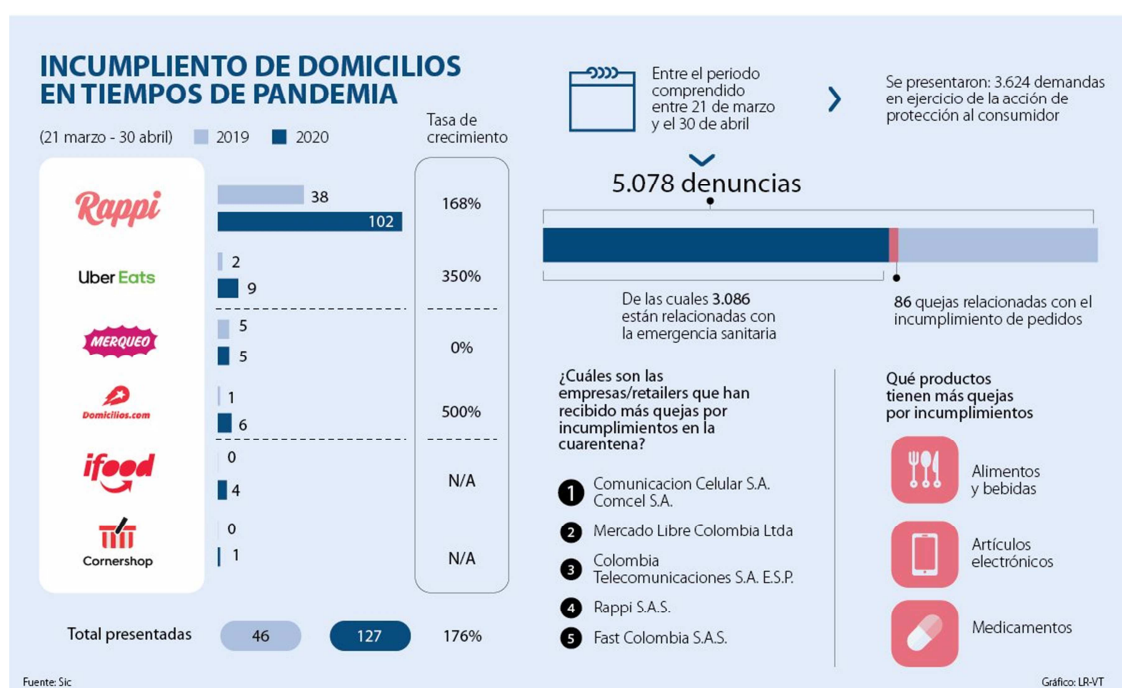 INCUMPLIENTO DE DOMICILIOS
EN TIEMPOS DE PANDEMIA
(21 marzo - 30 abril) 2019 2020
Tasa de
crecimiento
Rappi
38
102
168%
Uber Eats
2
9
350%
MERQUEO
5
5
0%
Domicilios.com
1
6
500%
ifood
0
4
N/A
Cornershop
0
1
N/A
Total presentadas 46 127 176%
Entre el periodo
comprendido
entre 21 de marzo
y el 30 de abril
Se presentaron: 3.624 demandas
en ejercicio de la acción de
protección al consumidor
5.078 denuncias
De las cuales 3.086
están relacionadas con
la emergencia sanitaria
86 quejas relacionadas con el
incumplimiento de pedidos
¿Cuáles son las
empresas/retailers que han
recibido más quejas por
incumplimientos en la
cuarentena?
1 Comunicacion Celular S.A.
Comcel S.A.
2 Mercado Libre Colombia Ltda
3 Colombia
Telecomunicaciones S.A. E.S.P.
4 Rappi S.A.S.
5 Fast Colombia S.A.S.
Qué productos
tienen más quejas
por incumplimientos
Alimentos
y bebidas
Artículos
electrónicos
Medicamentos
Fuente: Sic
Gráfico: LR-VT